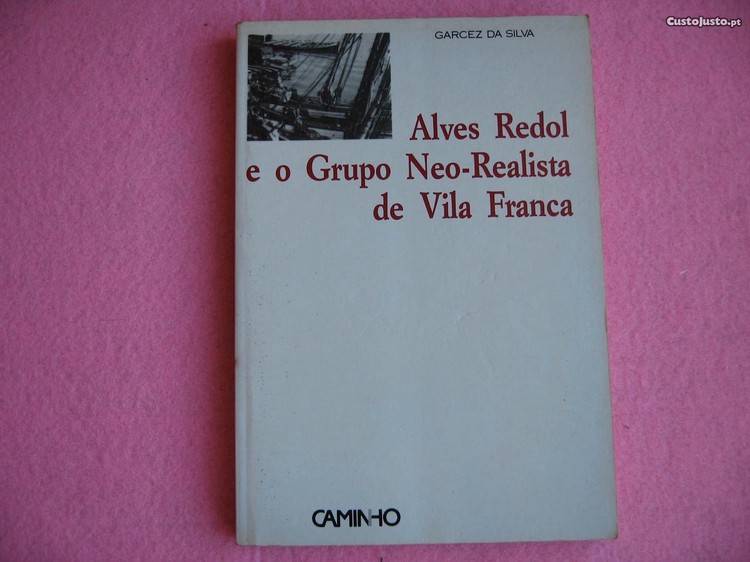 CustoJusto.pt
GARCEZ DA SILVA
Alves Redol
e o Grupo Neo-Realista
de Vila Franca
CAMINHO